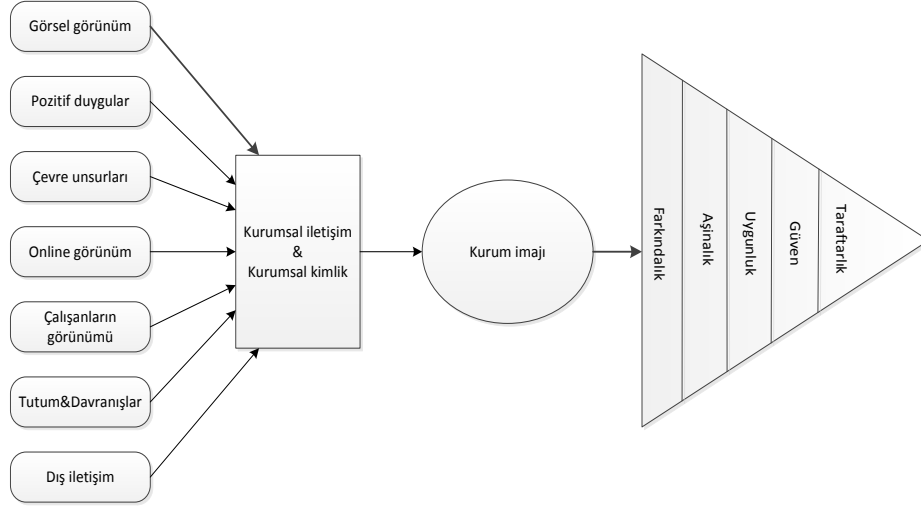 Görsel görünüm
Pozitif duygular
Çevre unsurları
Online görünüm
Çalışanların
görünümü
Tutum&Davranışlar
Dış iletişim
Kurumsal iletişim
&
Kurumsal kimlik
Kurum imajı
Farkındalık
Aşinalık
Uygunluk
Güven
Taraftarlık